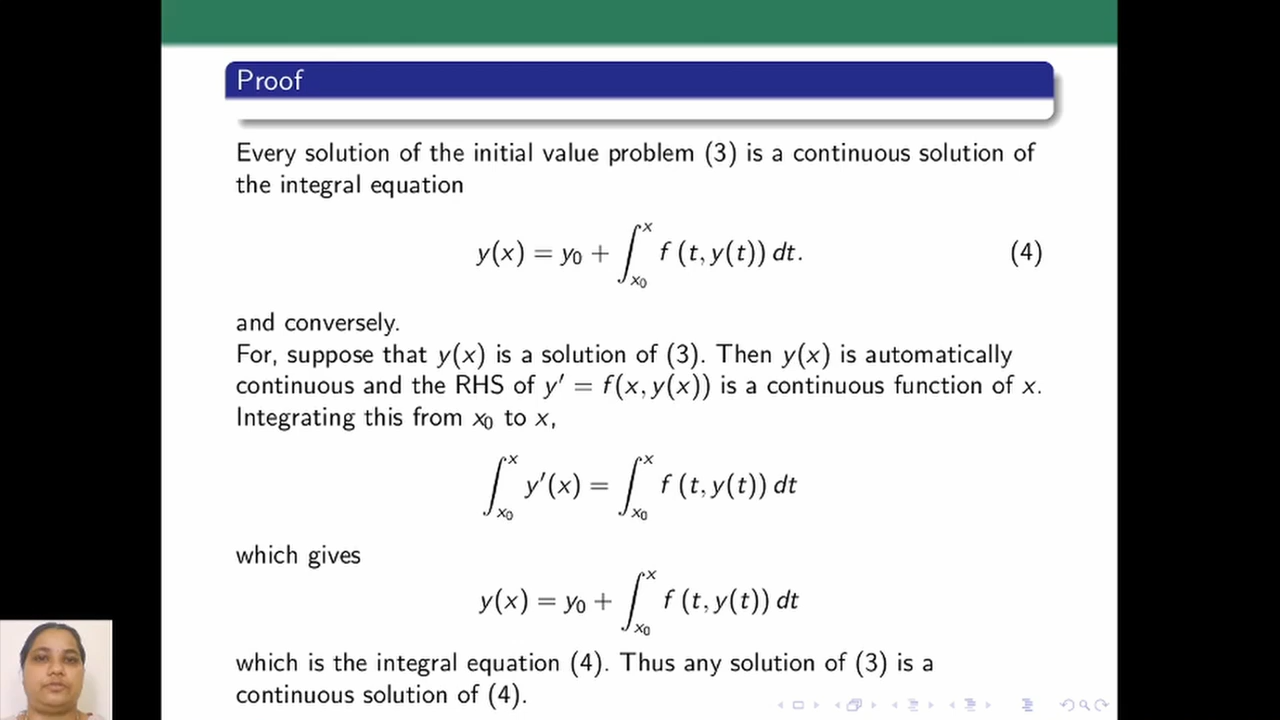 Proof
Every solution of the initial value problem (3) is a continuous solution of
the integral equation
y(x) = y₀ + ∫_{x₀}^{x} f (t, y(t)) dt. (4)
and conversely.
For, suppose that y(x) is a solution of (3). Then y(x) is automatically
continuous and the RHS of y′ = f(x, y(x)) is a continuous function of x.
Integrating this from x₀ to x,
∫_{x₀}^{x} y′(x) = ∫_{x₀}^{x} f (t, y(t)) dt
which gives
y(x) = y₀ + ∫_{x₀}^{x} f (t, y(t)) dt
which is the integral equation (4). Thus any solution of (3) is a
continuous solution of (4).